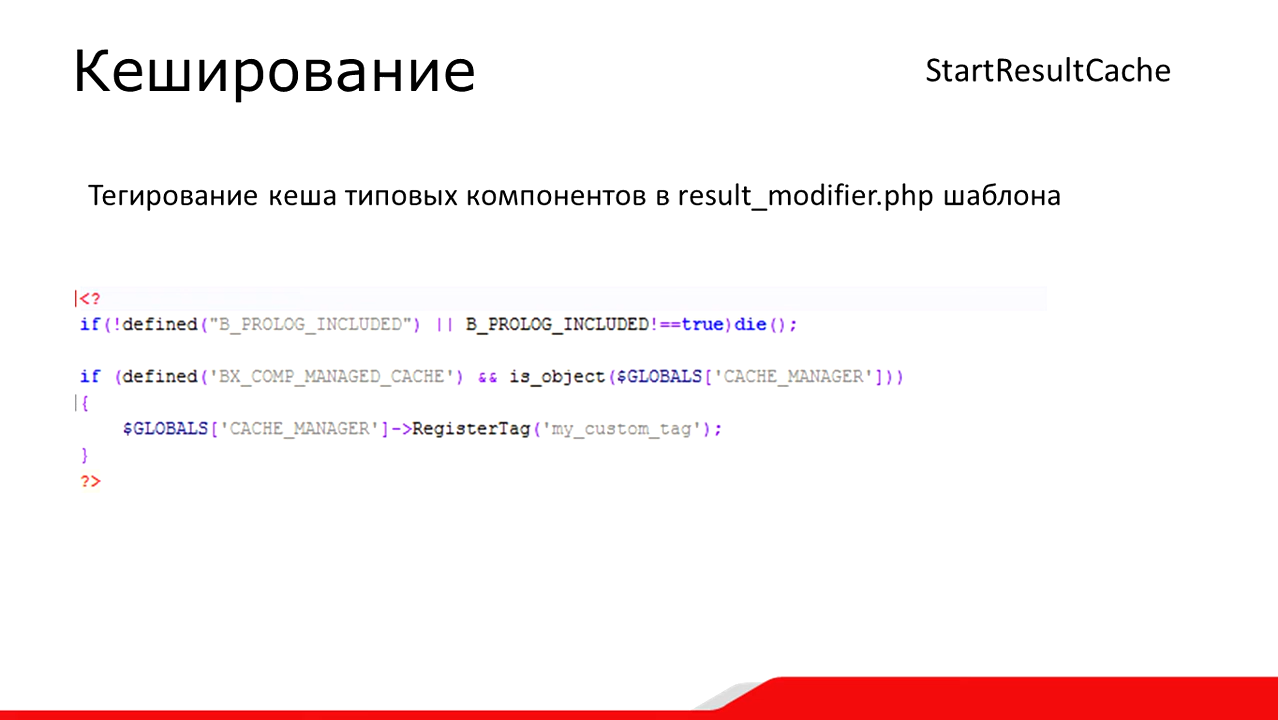 Кеширование
StartResultCache
Тегирование кеша типовых компонентов в result_modifier.php шаблона
<?
if(!defined("B_PROLOG_INCLUDED") || B_PROLOG_INCLUDED!==true)die();
if (defined('BX_COMP_MANAGED_CACHE') && is_object($GLOBALS['CACHE_MANAGER']))
{
$GLOBALS['CACHE_MANAGER']->RegisterTag('my_custom_tag');
}
?>